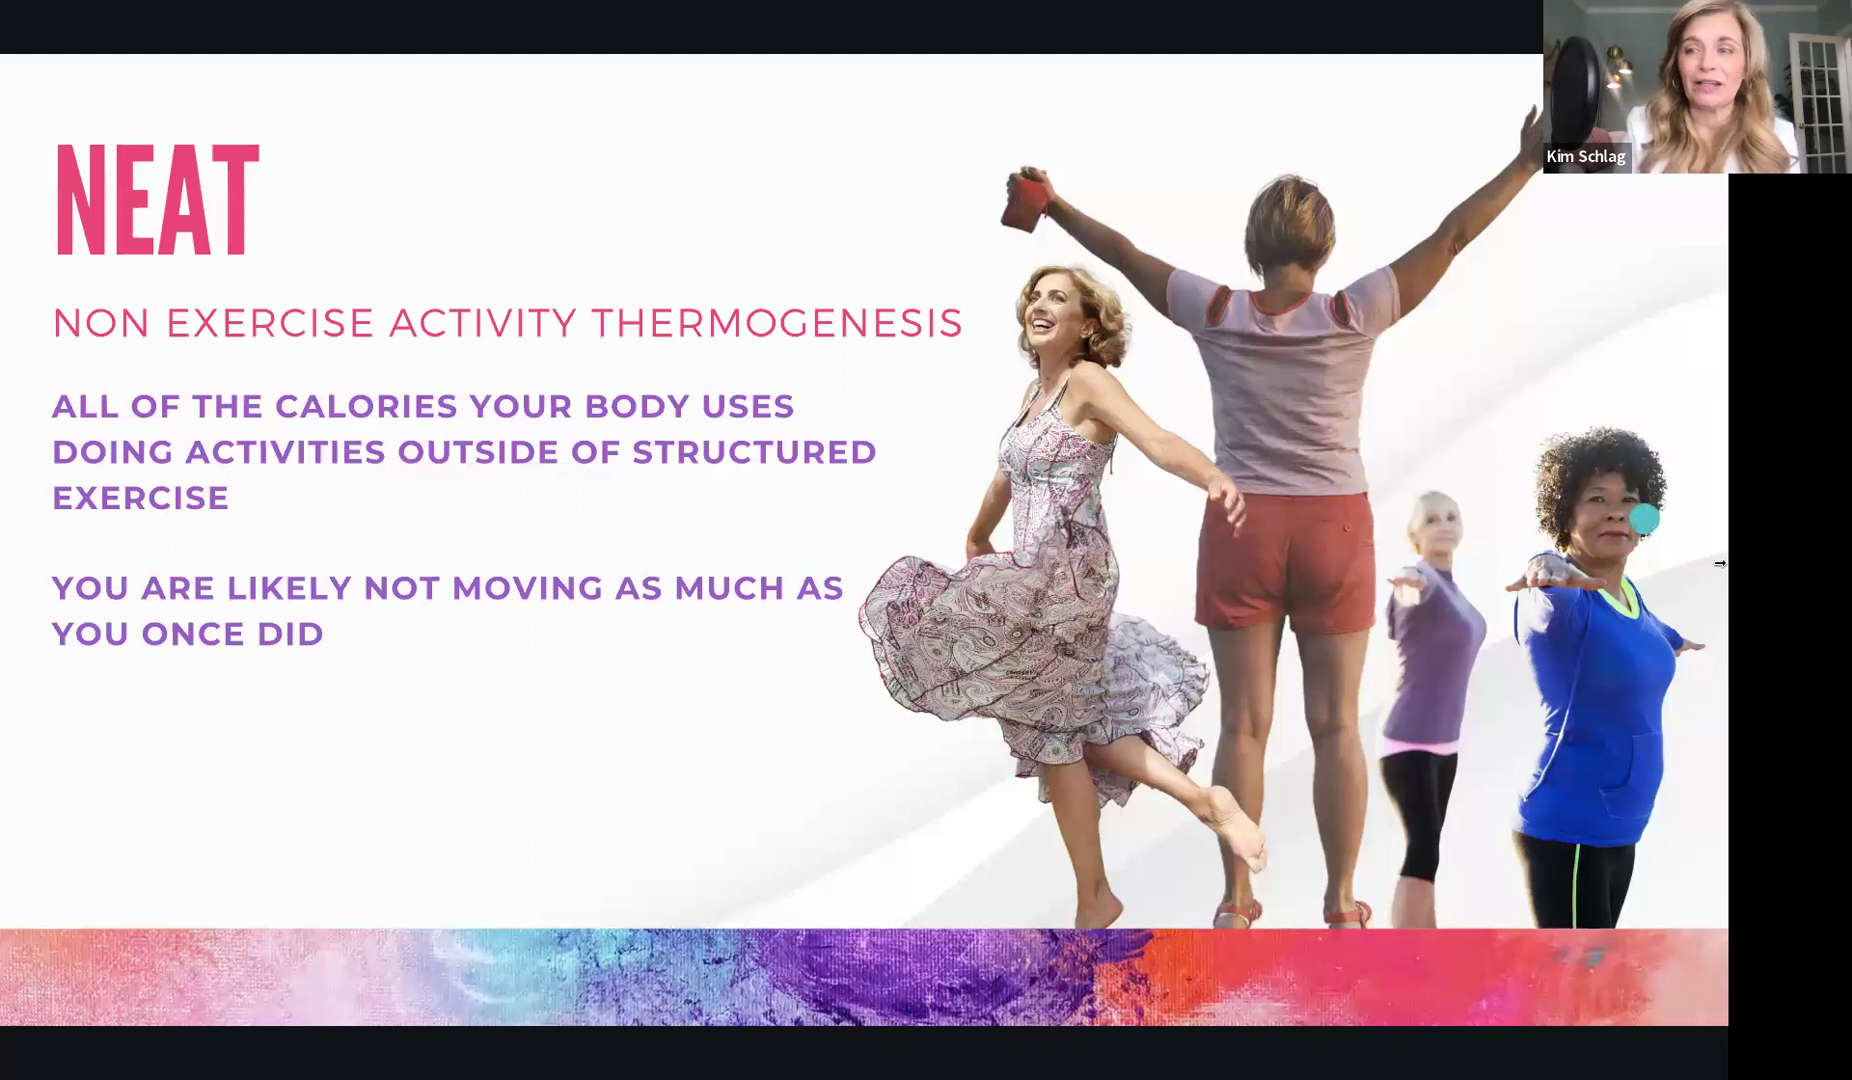 NEAT
NON EXERCISE ACTIVITY THERMOGENESIS
ALL OF THE CALORIES YOUR BODY USES
DOING ACTIVITIES OUTSIDE OF STRUCTURED
EXERCISE
YOU ARE LIKELY NOT MOVING AS MUCH AS
YOU ONCE DID
Kim Schlag